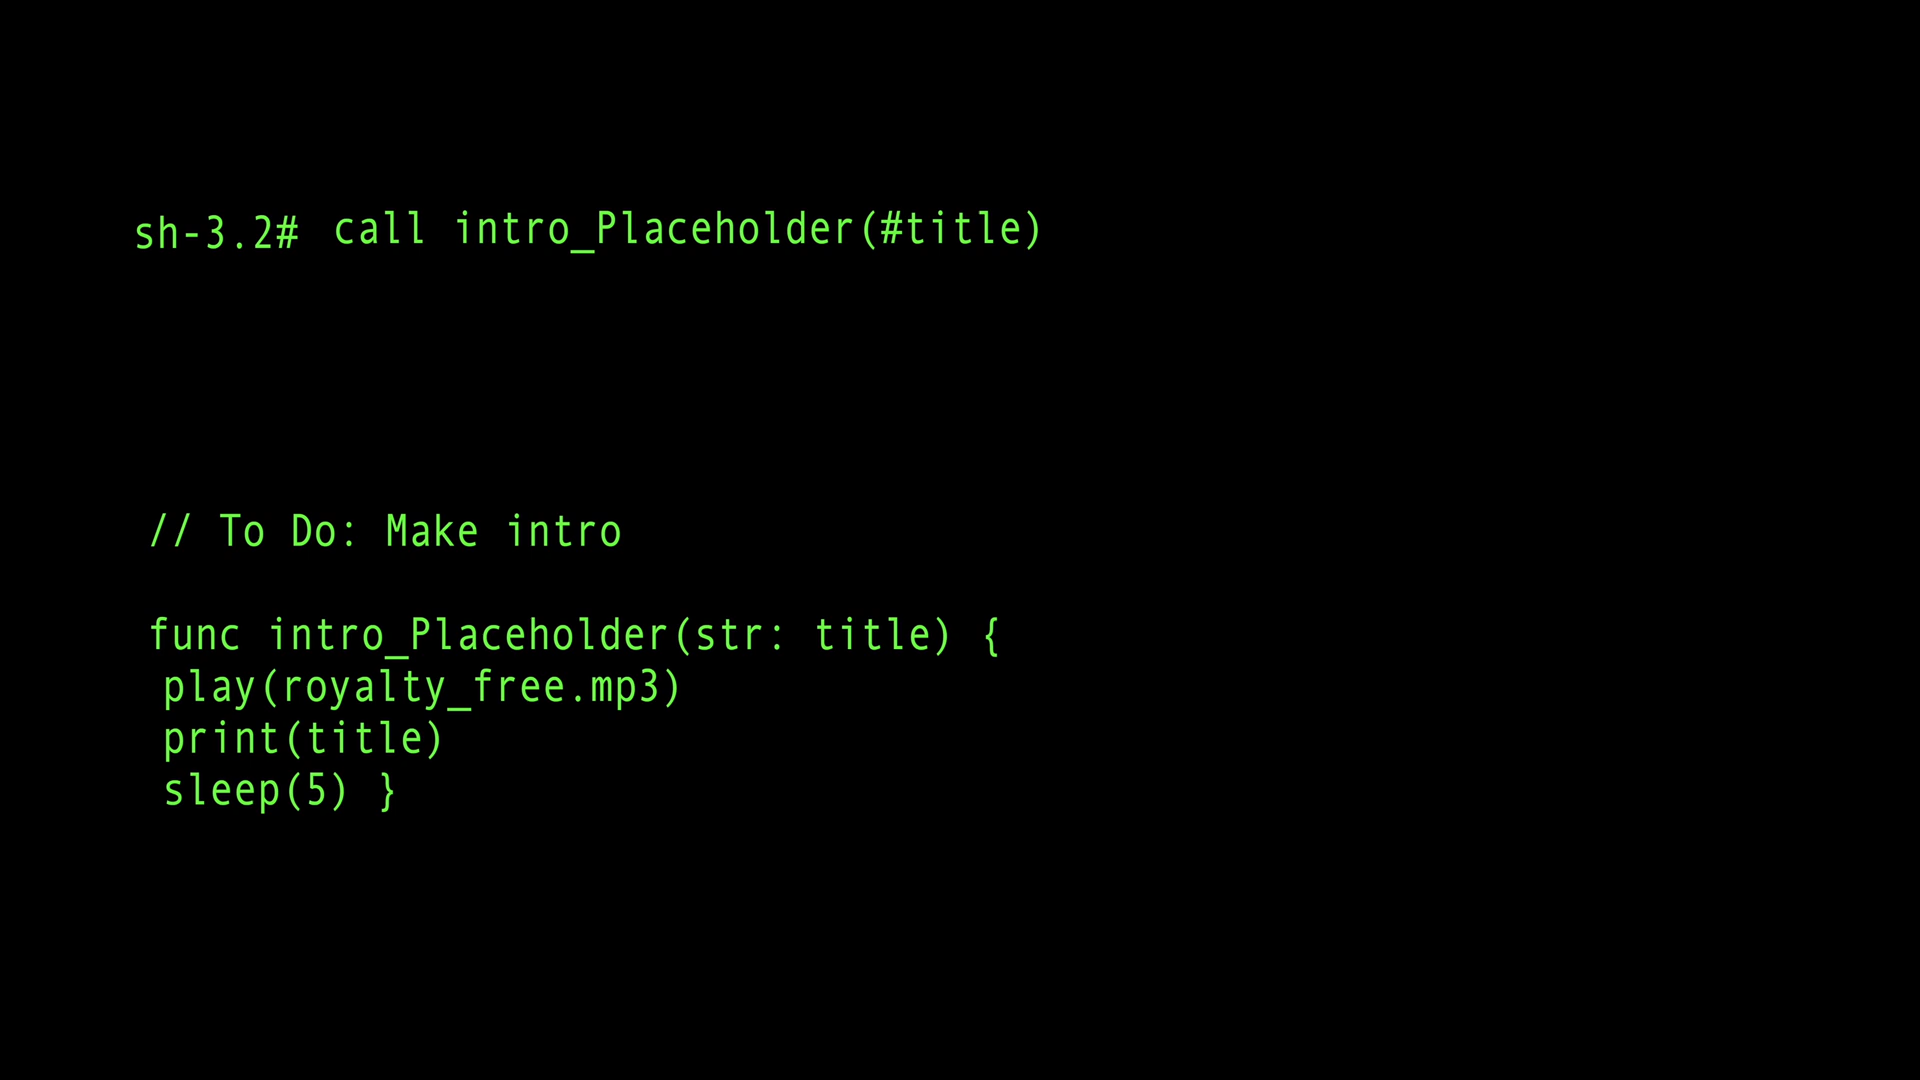 sh-3.2# call intro_Placeholder(#title)
// To Do: Make intro
func intro_Placeholder(str: title) {
play(royalty_free.mp3)
print(title)
sleep(5) }